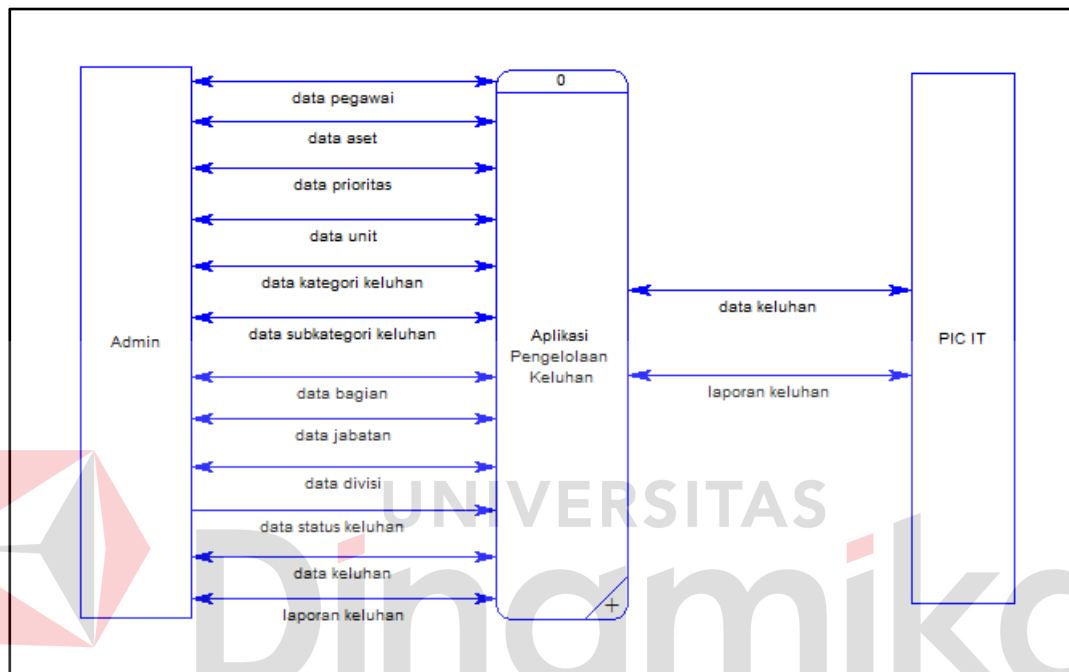 0
data pegawai
data aset
data prioritas
data unit
data kategori keluhan
data subkategori keluhan
data bagian
data jabatan
data divisi
data status keluhan
data keluhan
laporan keluhan
Admin
Aplikasi
Pengelolaan
Keluhan
+
data keluhan
laporan keluhan
PIC IT
UNIVERSITAS
Dinamika